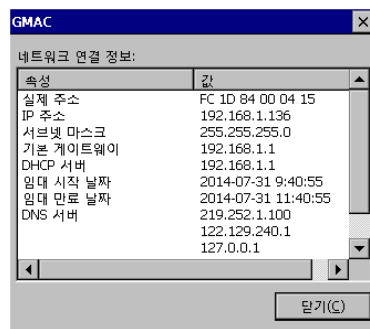 GMAC
네트워크 연결 정보:
속성 값
실제 주소 FC 1D 84 00 04 15
IP 주소 192.168.1.136
서브넷 마스크 255.255.255.0
기본 게이트웨이 192.168.1.1
DHCP 서버 192.168.1.1
임대 시작 날짜 2014-07-31 9:40:55
임대 만료 날짜 2014-07-31 11:40:55
DNS 서버 219.252.1.100
122.129.240.1
127.0.0.1
닫기(C)